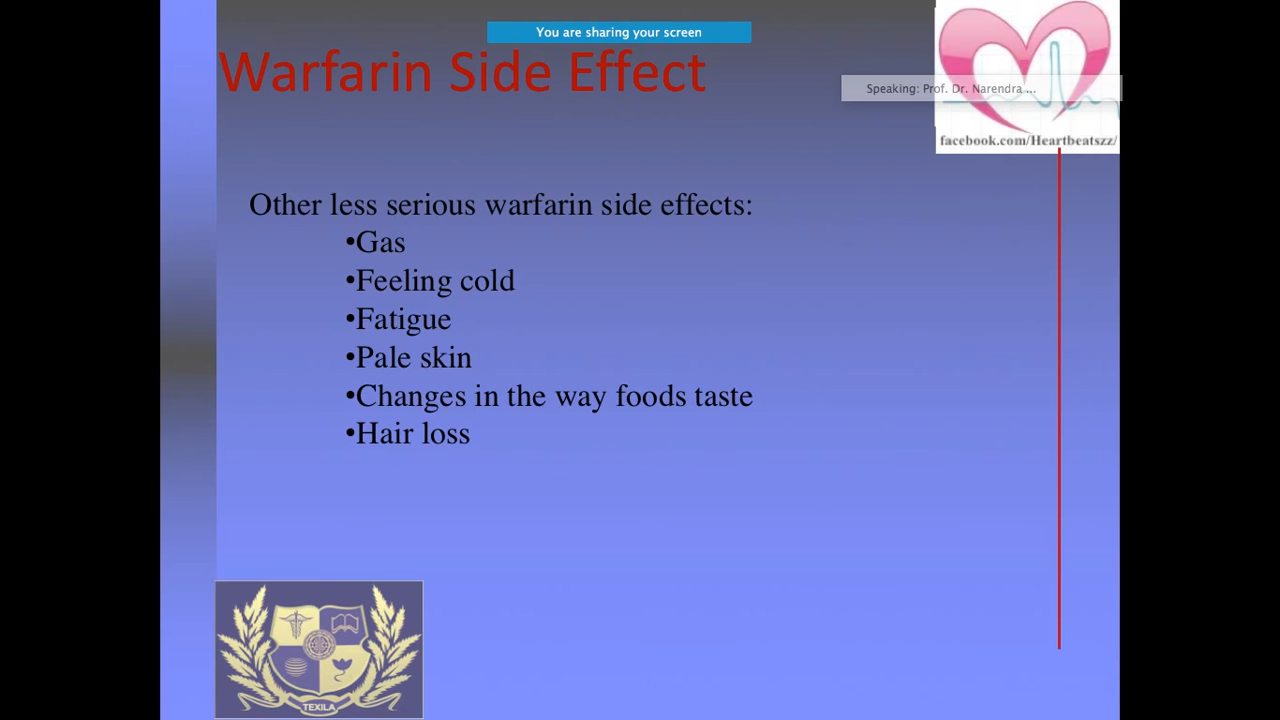 You are sharing your screen
Warfarin Side Effect
Speaking: Prof. Dr. Narendra ...
facebook.com/Heartbeatszz/
Other less serious warfarin side effects:
•Gas
•Feeling cold
•Fatigue
•Pale skin
•Changes in the way foods taste
•Hair loss
TEXILA